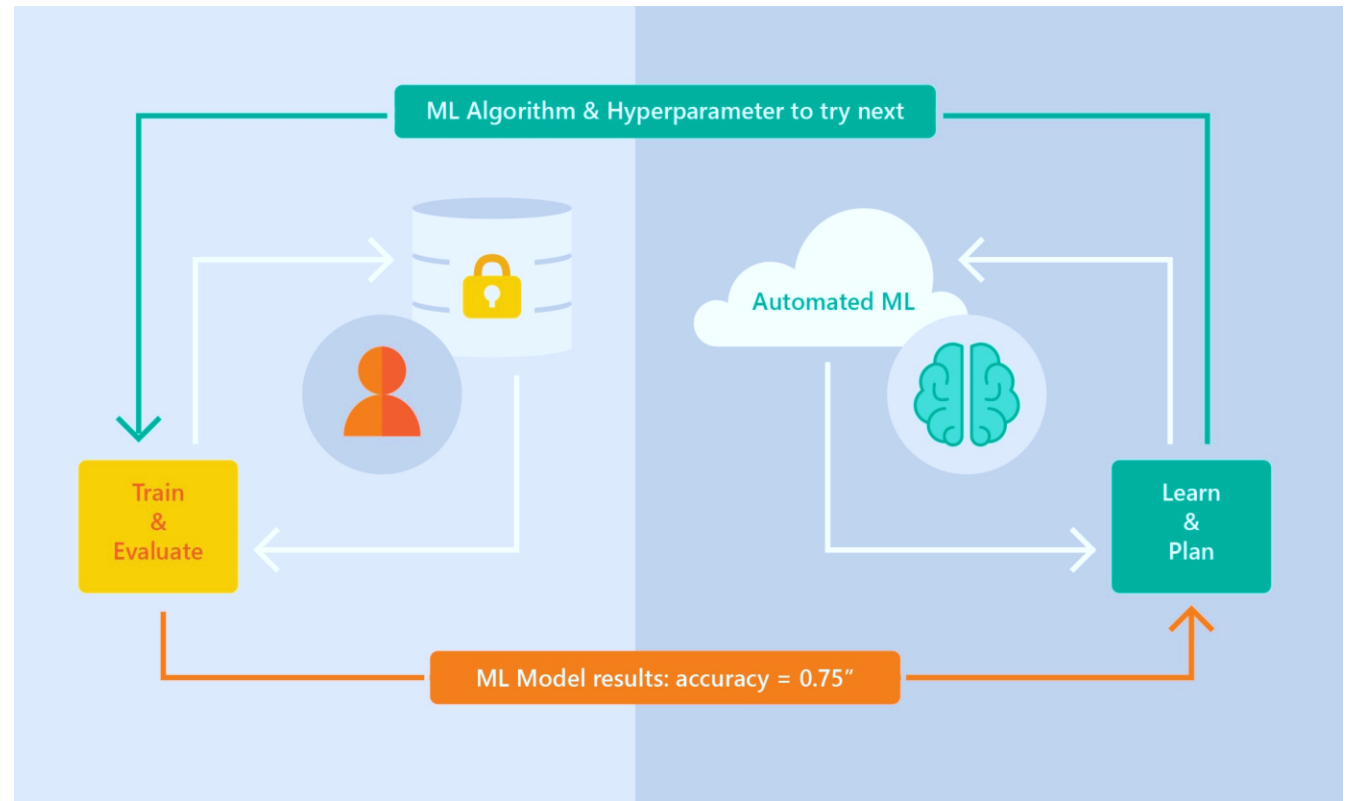 ML Algorithm & Hyperparameter to try next
Automated ML
Train
&
Evaluate
Learn
&
Plan
ML Model results: accuracy = 0.75″